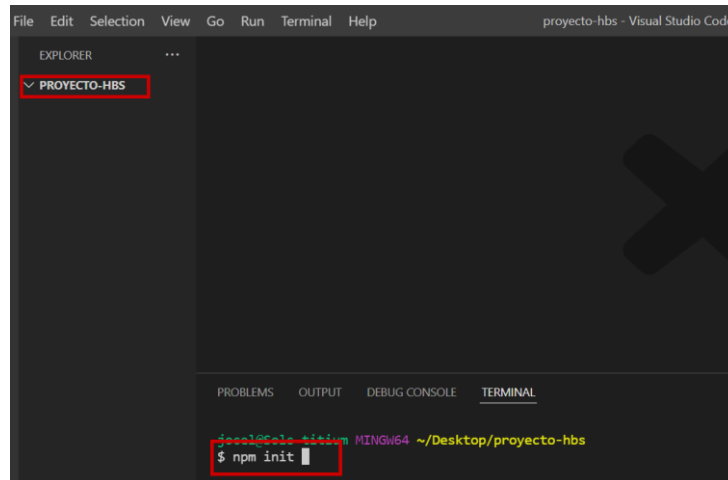 File Edit Selection View Go Run Terminal Help proyecto-hbs - Visual Studio Cod
EXPLORER ...
PROYECTO-HBS
PROBLEMS OUTPUT DEBUG CONSOLE TERMINAL
MINGW64 ~/Desktop/proyecto-hbs
$ npm init